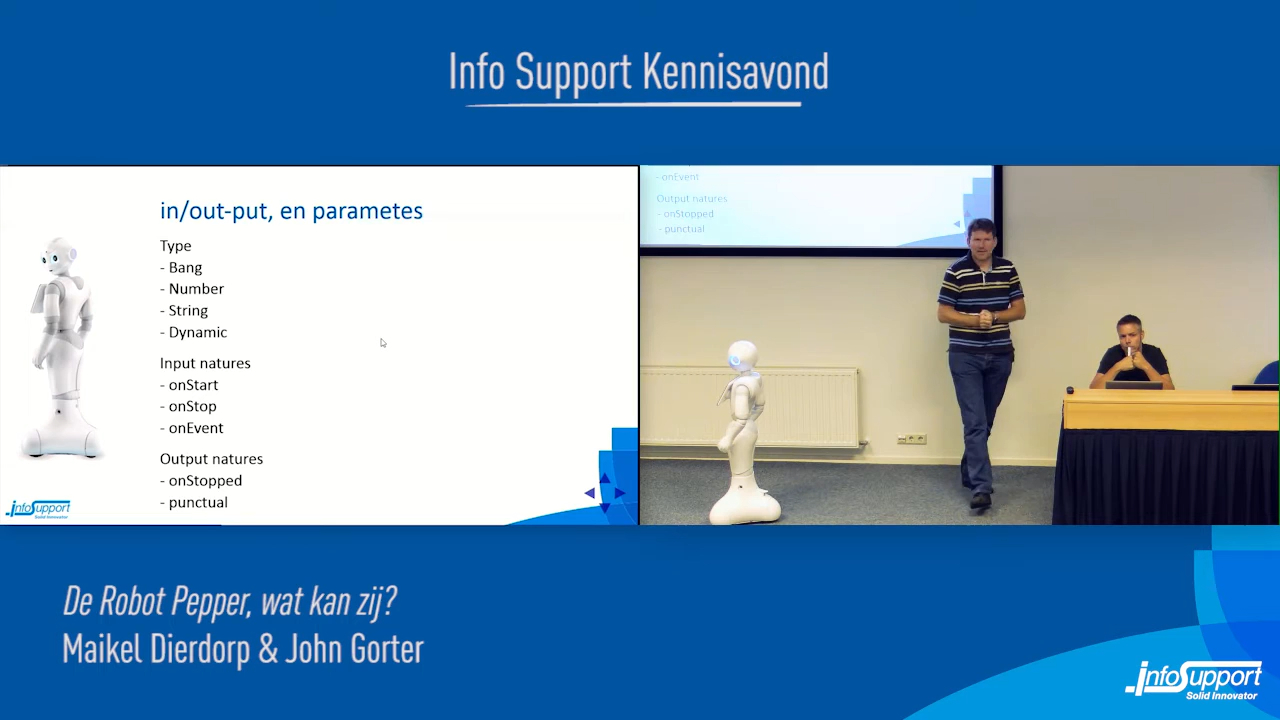 Info Support Kennisavond
in/out-put, en parametes
Type
- Bang
- Number
- String
- Dynamic
Input natures
- onStart
- onStop
- onEvent
Output natures
- onStopped
- punctual
infoSupport
Solid Innovator
- onEvent
Output natures
- onStopped
- punctual
De Robot Pepper, wat kan zij?
Maikel Dierdorp & John Gorter
infoSupport
Solid Innovator